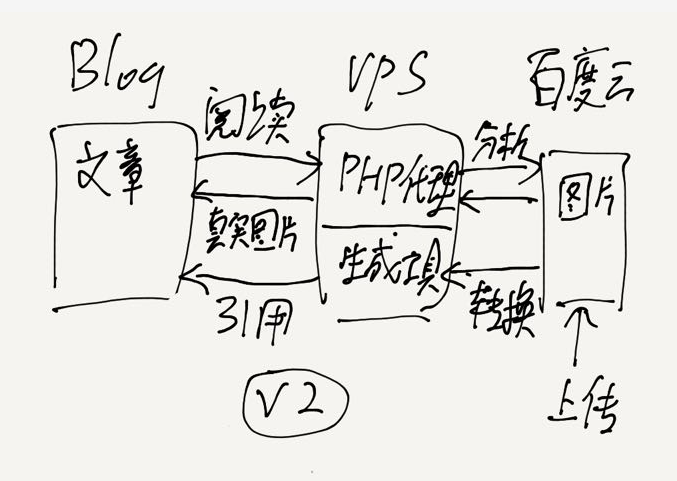 Blog
VPS
百度云
阅读
分析
文章
PHP代理
图片
真实图片
生成工具
引用
转换
V2
上传